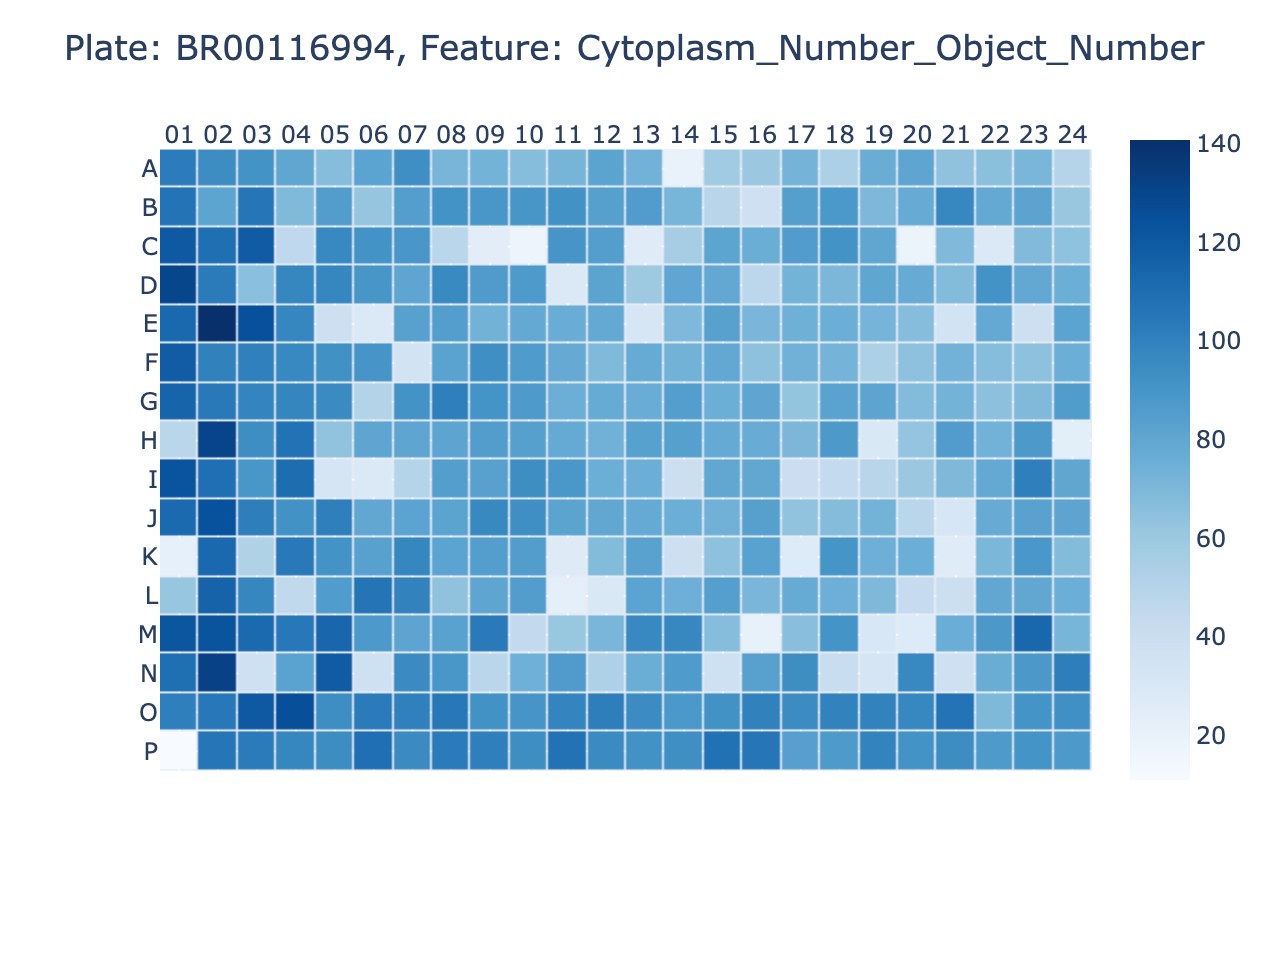 Plate: BR00116994, Feature: Cytoplasm_Number_Object_Number
01 02 03 04 05 06 07 08 09 10 11 12 13 14 15 16 17 18 19 20 21 22 23 24
A
B
C
D
E
F
G
H
I
J
K
L
M
N
O
P
140
120
100
80
60
40
20